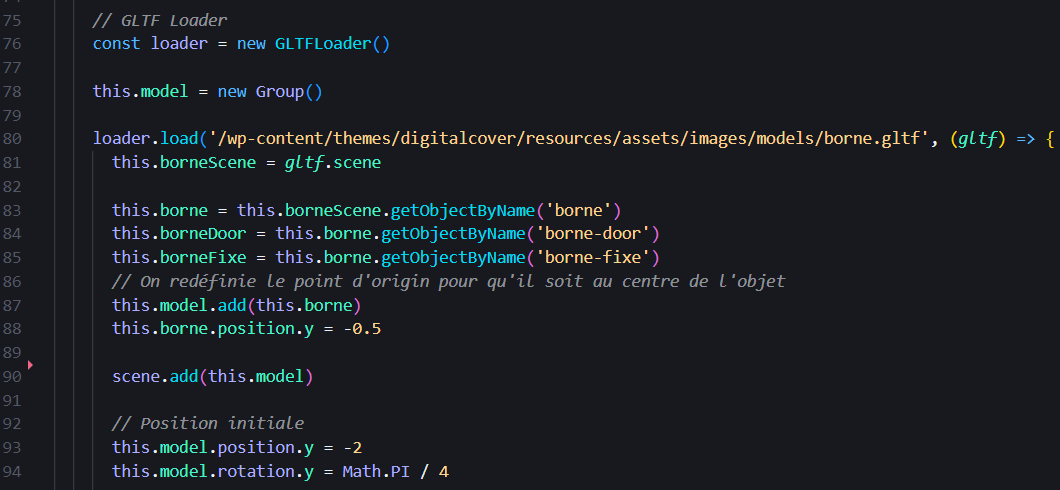 75 // GLTF Loader
76 const loader = new GLTFLoader()
77
78 this.model = new Group()
79
80 loader.load('/wp-content/themes/digitalcover/resources/assets/images/models/borne.gltf', (gltf) => {
81 this.borneScene = gltf.scene
82
83 this.borne = this.borneScene.getObjectByName('borne')
84 this.borneDoor = this.borne.getObjectByName('borne-door')
85 this.borneFixe = this.borne.getObjectByName('borne-fixe')
86 // On redéfinie le point d'origin pour qu'il soit au centre de l'objet
87 this.model.add(this.borne)
88 this.borne.position.y = -0.5
89
90 scene.add(this.model)
91
92 // Position initiale
93 this.model.position.y = -2
94 this.model.rotation.y = Math.PI / 4